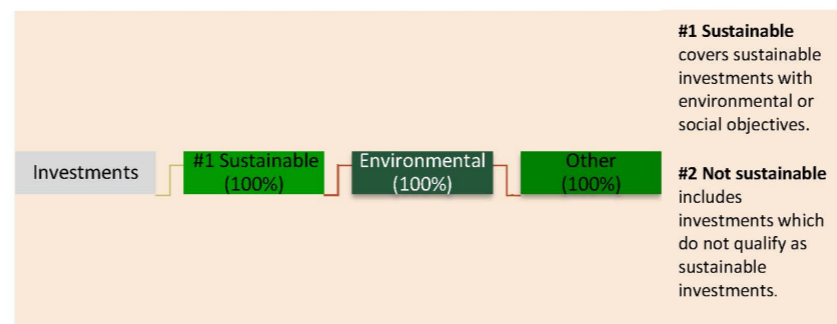 Investments
#1 Sustainable
(100%)
Environmental
(100%)
Other
(100%)
#1 Sustainable
covers sustainable
investments with
environmental or
social objectives.
#2 Not sustainable
includes
investments which
do not qualify as
sustainable
investments.